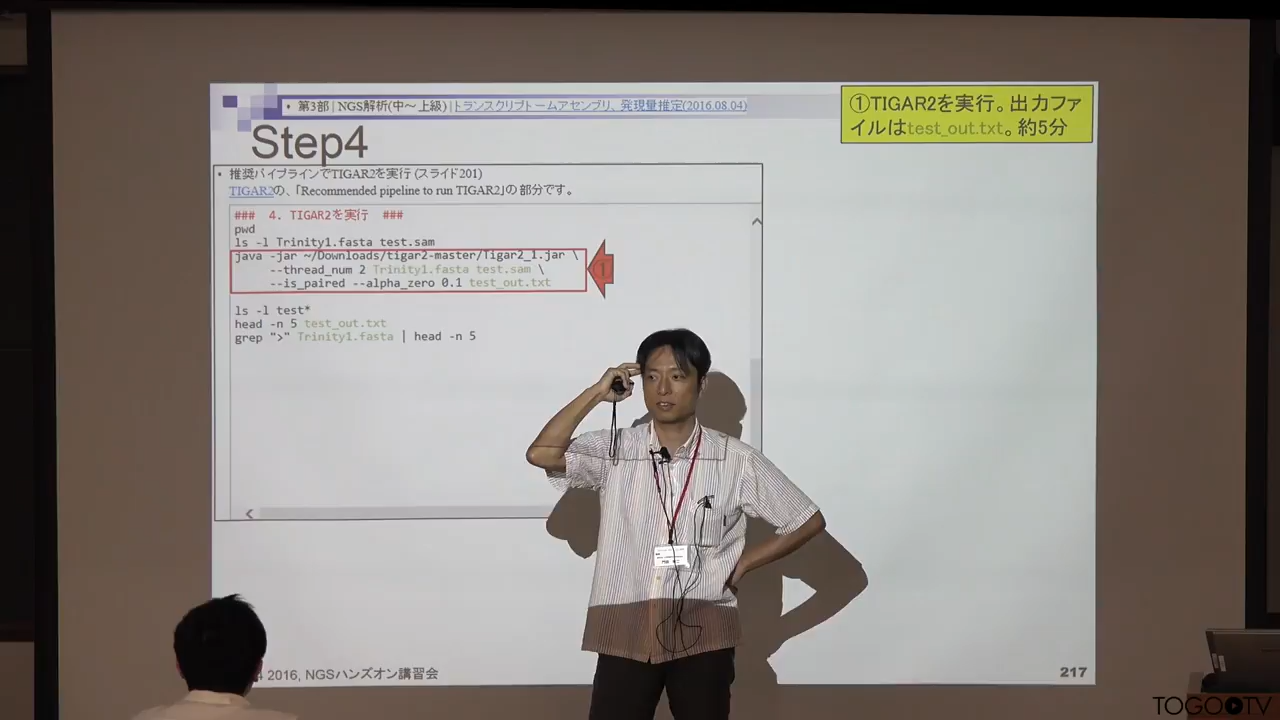 • 第3部 | NGS解析(中～上級) | トランスクリプトームアセンブリ、発現量推定(2016.08.04)
Step4
①TIGAR2を実行。出力ファ
イルはtest_out.txt。約5分
• 推奨パイプラインでTIGAR2を実行 (スライド201)
TIGAR2の、「Recommended pipeline to run TIGAR2」の部分です。
### 4. TIGAR2を実行 ###
pwd
ls -l Trinity1.fasta test.sam
java -jar ~/Downloads/tigar2-master/Tigar2_1.jar \
--thread_num 2 Trinity1.fasta test.sam \
--is_paired --alpha_zero 0.1 test_out.txt
①
ls -l test*
head -n 5 test_out.txt
grep ">" Trinity1.fasta | head -n 5
2016, NGSハンズオン講習会
217
TOGOTV